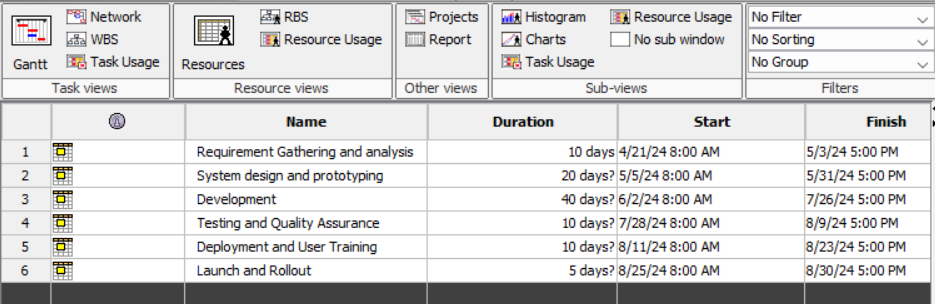 Gantt
Network
WBS
Task Usage
Task views
Resources
RBS
Resource Usage
Resource views
Projects
Report
Other views
Histogram
Charts
Task Usage
Resource Usage
No sub window
Sub-views
No Filter
No Sorting
No Group
Filters
Name Duration Start Finish
1 Requirement Gathering and analysis 10 days 4/21/24 8:00 AM 5/3/24 5:00 PM
2 System design and prototyping 20 days? 5/5/24 8:00 AM 5/31/24 5:00 PM
3 Development 40 days? 6/2/24 8:00 AM 7/26/24 5:00 PM
4 Testing and Quality Assurance 10 days? 7/28/24 8:00 AM 8/9/24 5:00 PM
5 Deployment and User Training 10 days? 8/11/24 8:00 AM 8/23/24 5:00 PM
6 Launch and Rollout 5 days? 8/25/24 8:00 AM 8/30/24 5:00 PM